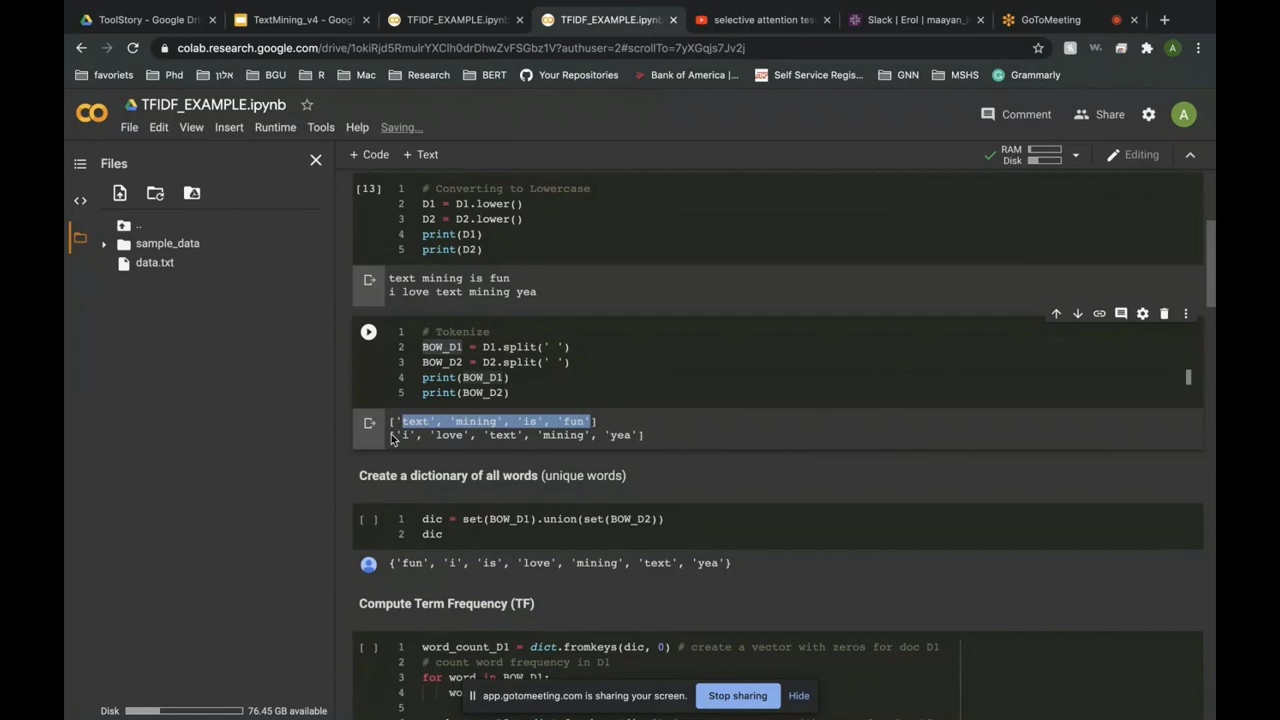 ToolStory - Google Dri
TextMining_v4 - Goog
TFIDF_EXAMPLE.ipynb
TFIDF_EXAMPLE.ipynb
selective attention tes
Slack | Erol | maayan_
GoToMeeting
colab.research.google.com/drive/1okiRjd5RmuIrYXClh0drDhwZvFSGbz1V?authuser=2#scrollTo=7yXGqjs7Jv2j
favoriets
Phd
אלון
BGU
R
Mac
Research
BERT
Your Repositories
Bank of America |...
Self Service Regis...
GNN
MSHS
Grammarly
TFIDF_EXAMPLE.ipynb
File Edit View Insert Runtime Tools Help Saving...
Comment
Share
A
Files
+ Code + Text
RAM
Disk
Editing
..
sample_data
data.txt
[13] 1 # Converting to Lowercase
2 D1 = D1.lower()
3 D2 = D2.lower()
4 print(D1)
5 print(D2)
text mining is fun
i love text mining yea
1 # Tokenize
2 BOW_D1 = D1.split(' ')
3 BOW_D2 = D2.split(' ')
4 print(BOW_D1)
5 print(BOW_D2)
['text', 'mining', 'is', 'fun']
['i', 'love', 'text', 'mining', 'yea']
Create a dictionary of all words (unique words)
[ ] 1 dic = set(BOW_D1).union(set(BOW_D2))
2 dic
{'fun', 'i', 'is', 'love', 'mining', 'text', 'yea'}
Compute Term Frequency (TF)
[ ] 1 word_count_D1 = dict.fromkeys(dic, 0) # create a vector with zeros for doc D1
2 # count word frequency in D1
3 for word in BOW_D1:
4 wo
5
app.gotomeeting.com is sharing your screen.
Stop sharing
Hide
Disk
76.45 GB available